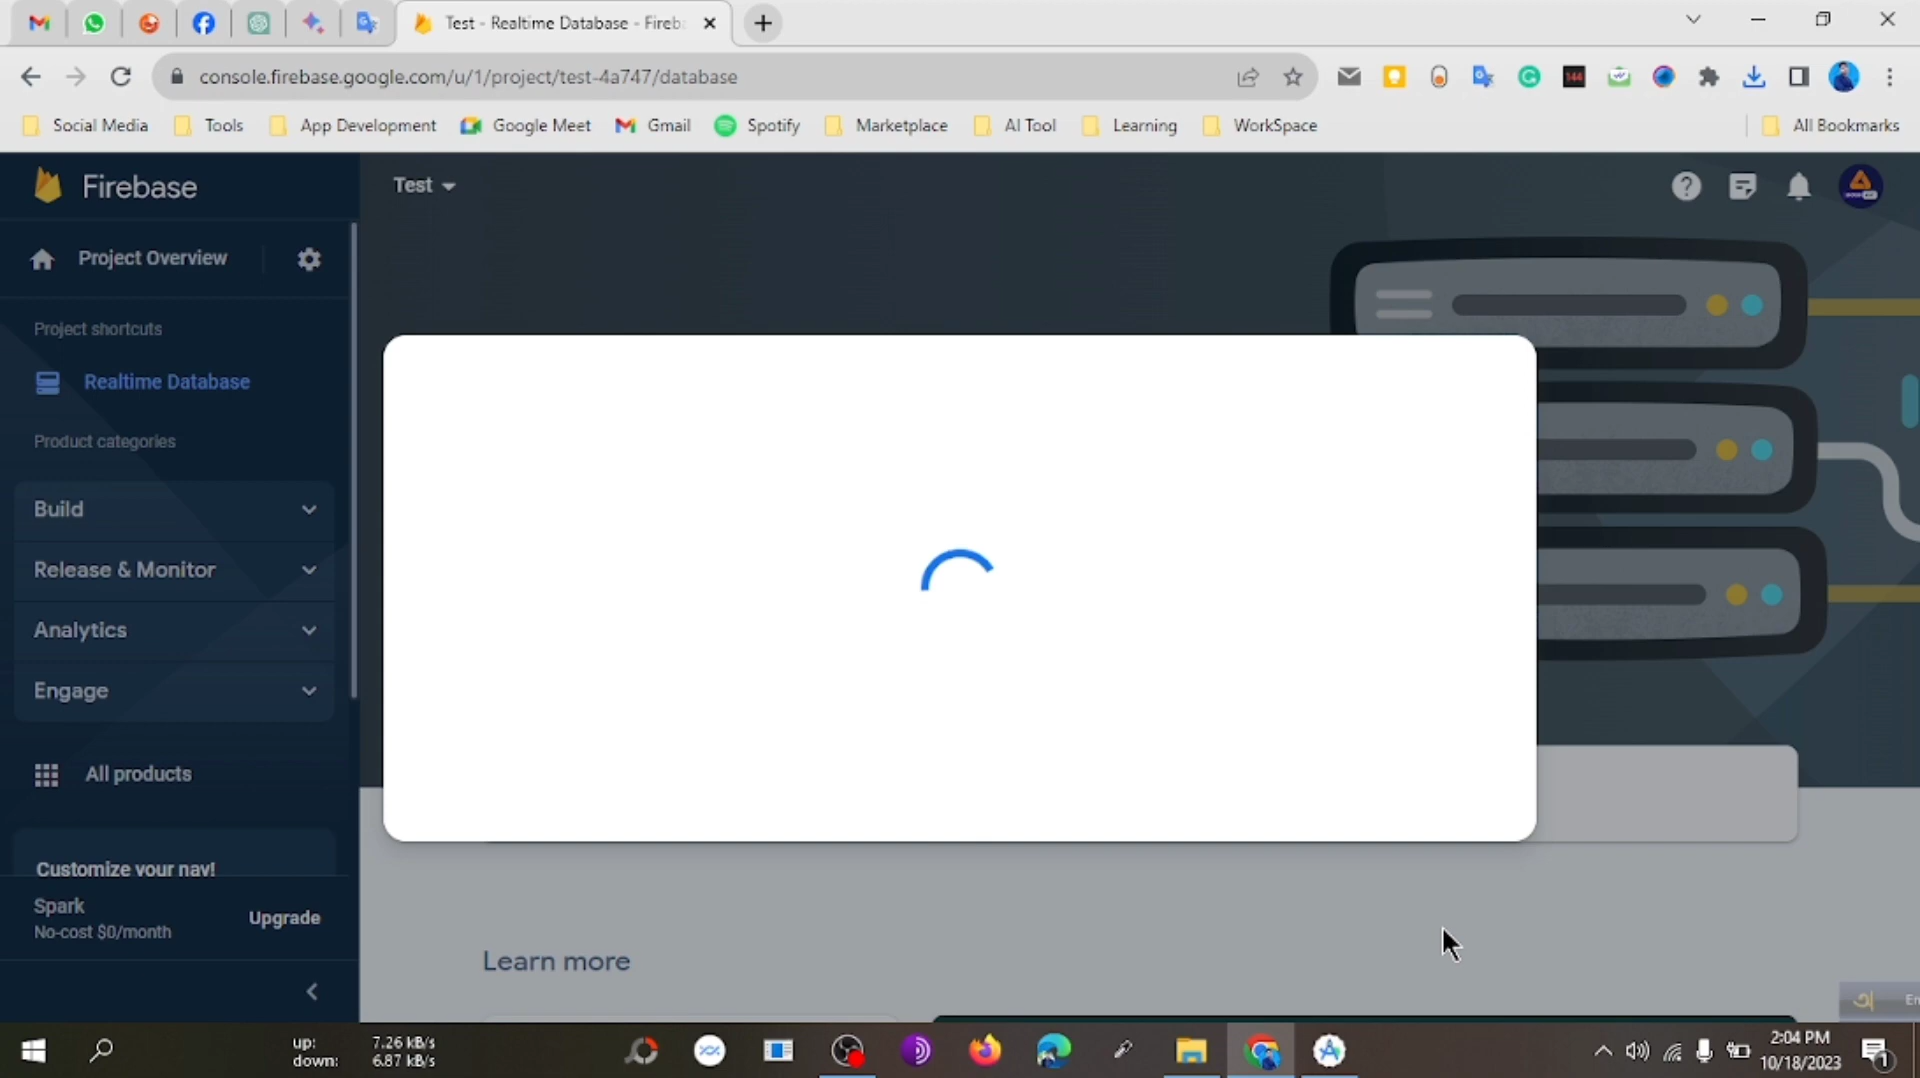 Test - Realtime Database - Fireb
console.firebase.google.com/u/1/project/test-4a747/database
144
Social Media
Tools
App Development
Google Meet
Gmail
Spotify
Marketplace
AI Tool
Learning
WorkSpace
All Bookmarks
Firebase
Test
Project Overview
Project shortcuts
Realtime Database
Product categories
Build
Release & Monitor
Analytics
Engage
All products
Customize your nav!
Spark
No-cost $0/month
Upgrade
Learn more
অ
En
up: 7.26 kB/s
down: 6.87 kB/s
2:04 PM
10/18/2023
1